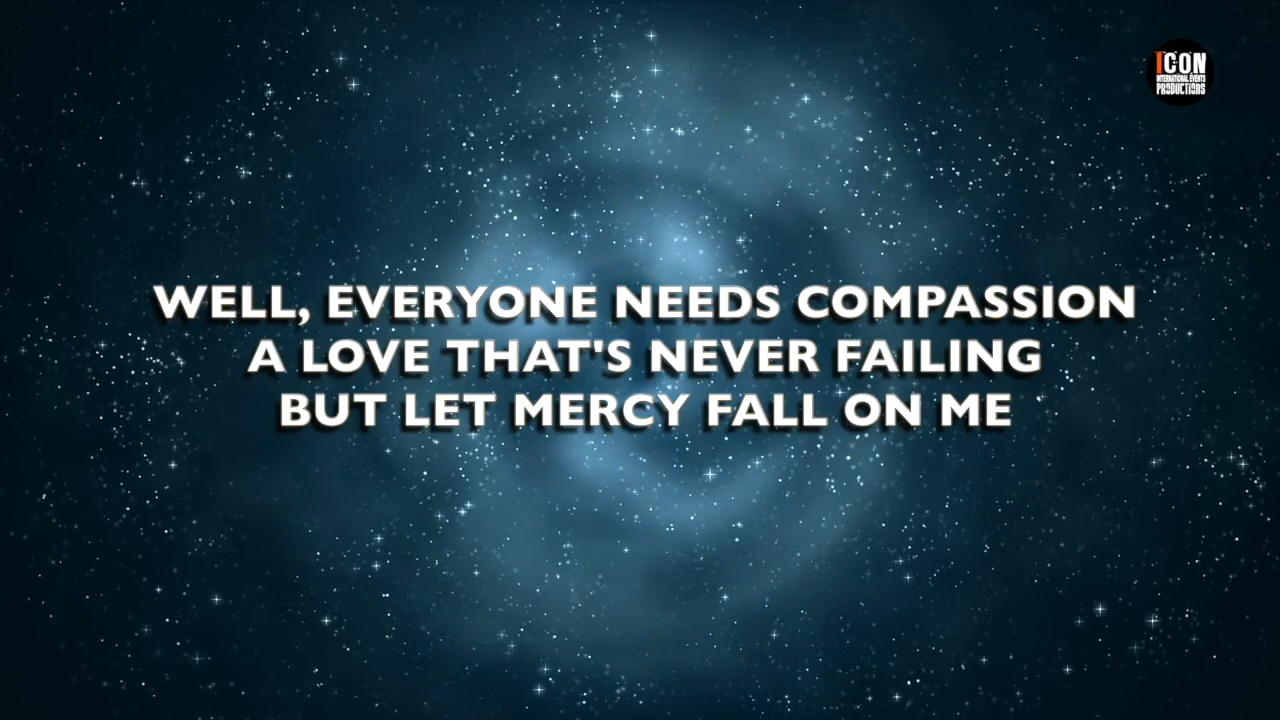 ICON
INTERNATIONAL EVENTS
PRODUCTIONS
WELL, EVERYONE NEEDS COMPASSION
A LOVE THAT'S NEVER FAILING
BUT LET MERCY FALL ON ME